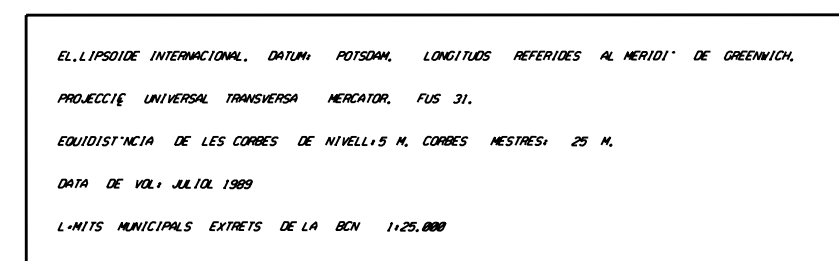 EL.LIPSOIDE INTERNACIONAL. DATUM: POTSDAM. LONGITUDS REFERIDES AL MERIDI· DE GREENWICH.
PROJECCI₤ UNIVERSAL TRANSVERSA MERCATOR. FUS 31.
EQUIDIST·NCIA DE LES CORBES DE NIVELL:5 M. CORBES MESTRES: 25 M.
DATA DE VOL: JULIOL 1989
L·MITS MUNICIPALS EXTRETS DE LA BCN 1:25.000